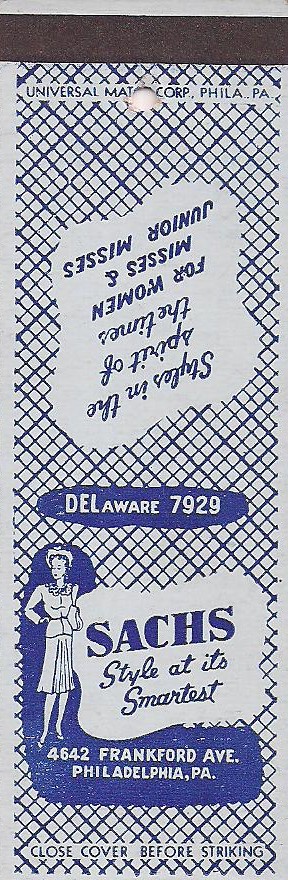 UNIVERSAL MATCH CORP., PHILA., PA.
Styles in the
spirit of
the times
FOR WOMEN
MISSES &
JUNIOR MISSES
DELAWARE 7929
SACHS
Style at its
Smartest
4642 FRANKFORD AVE.
PHILADELPHIA, PA.
CLOSE COVER BEFORE STRIKING